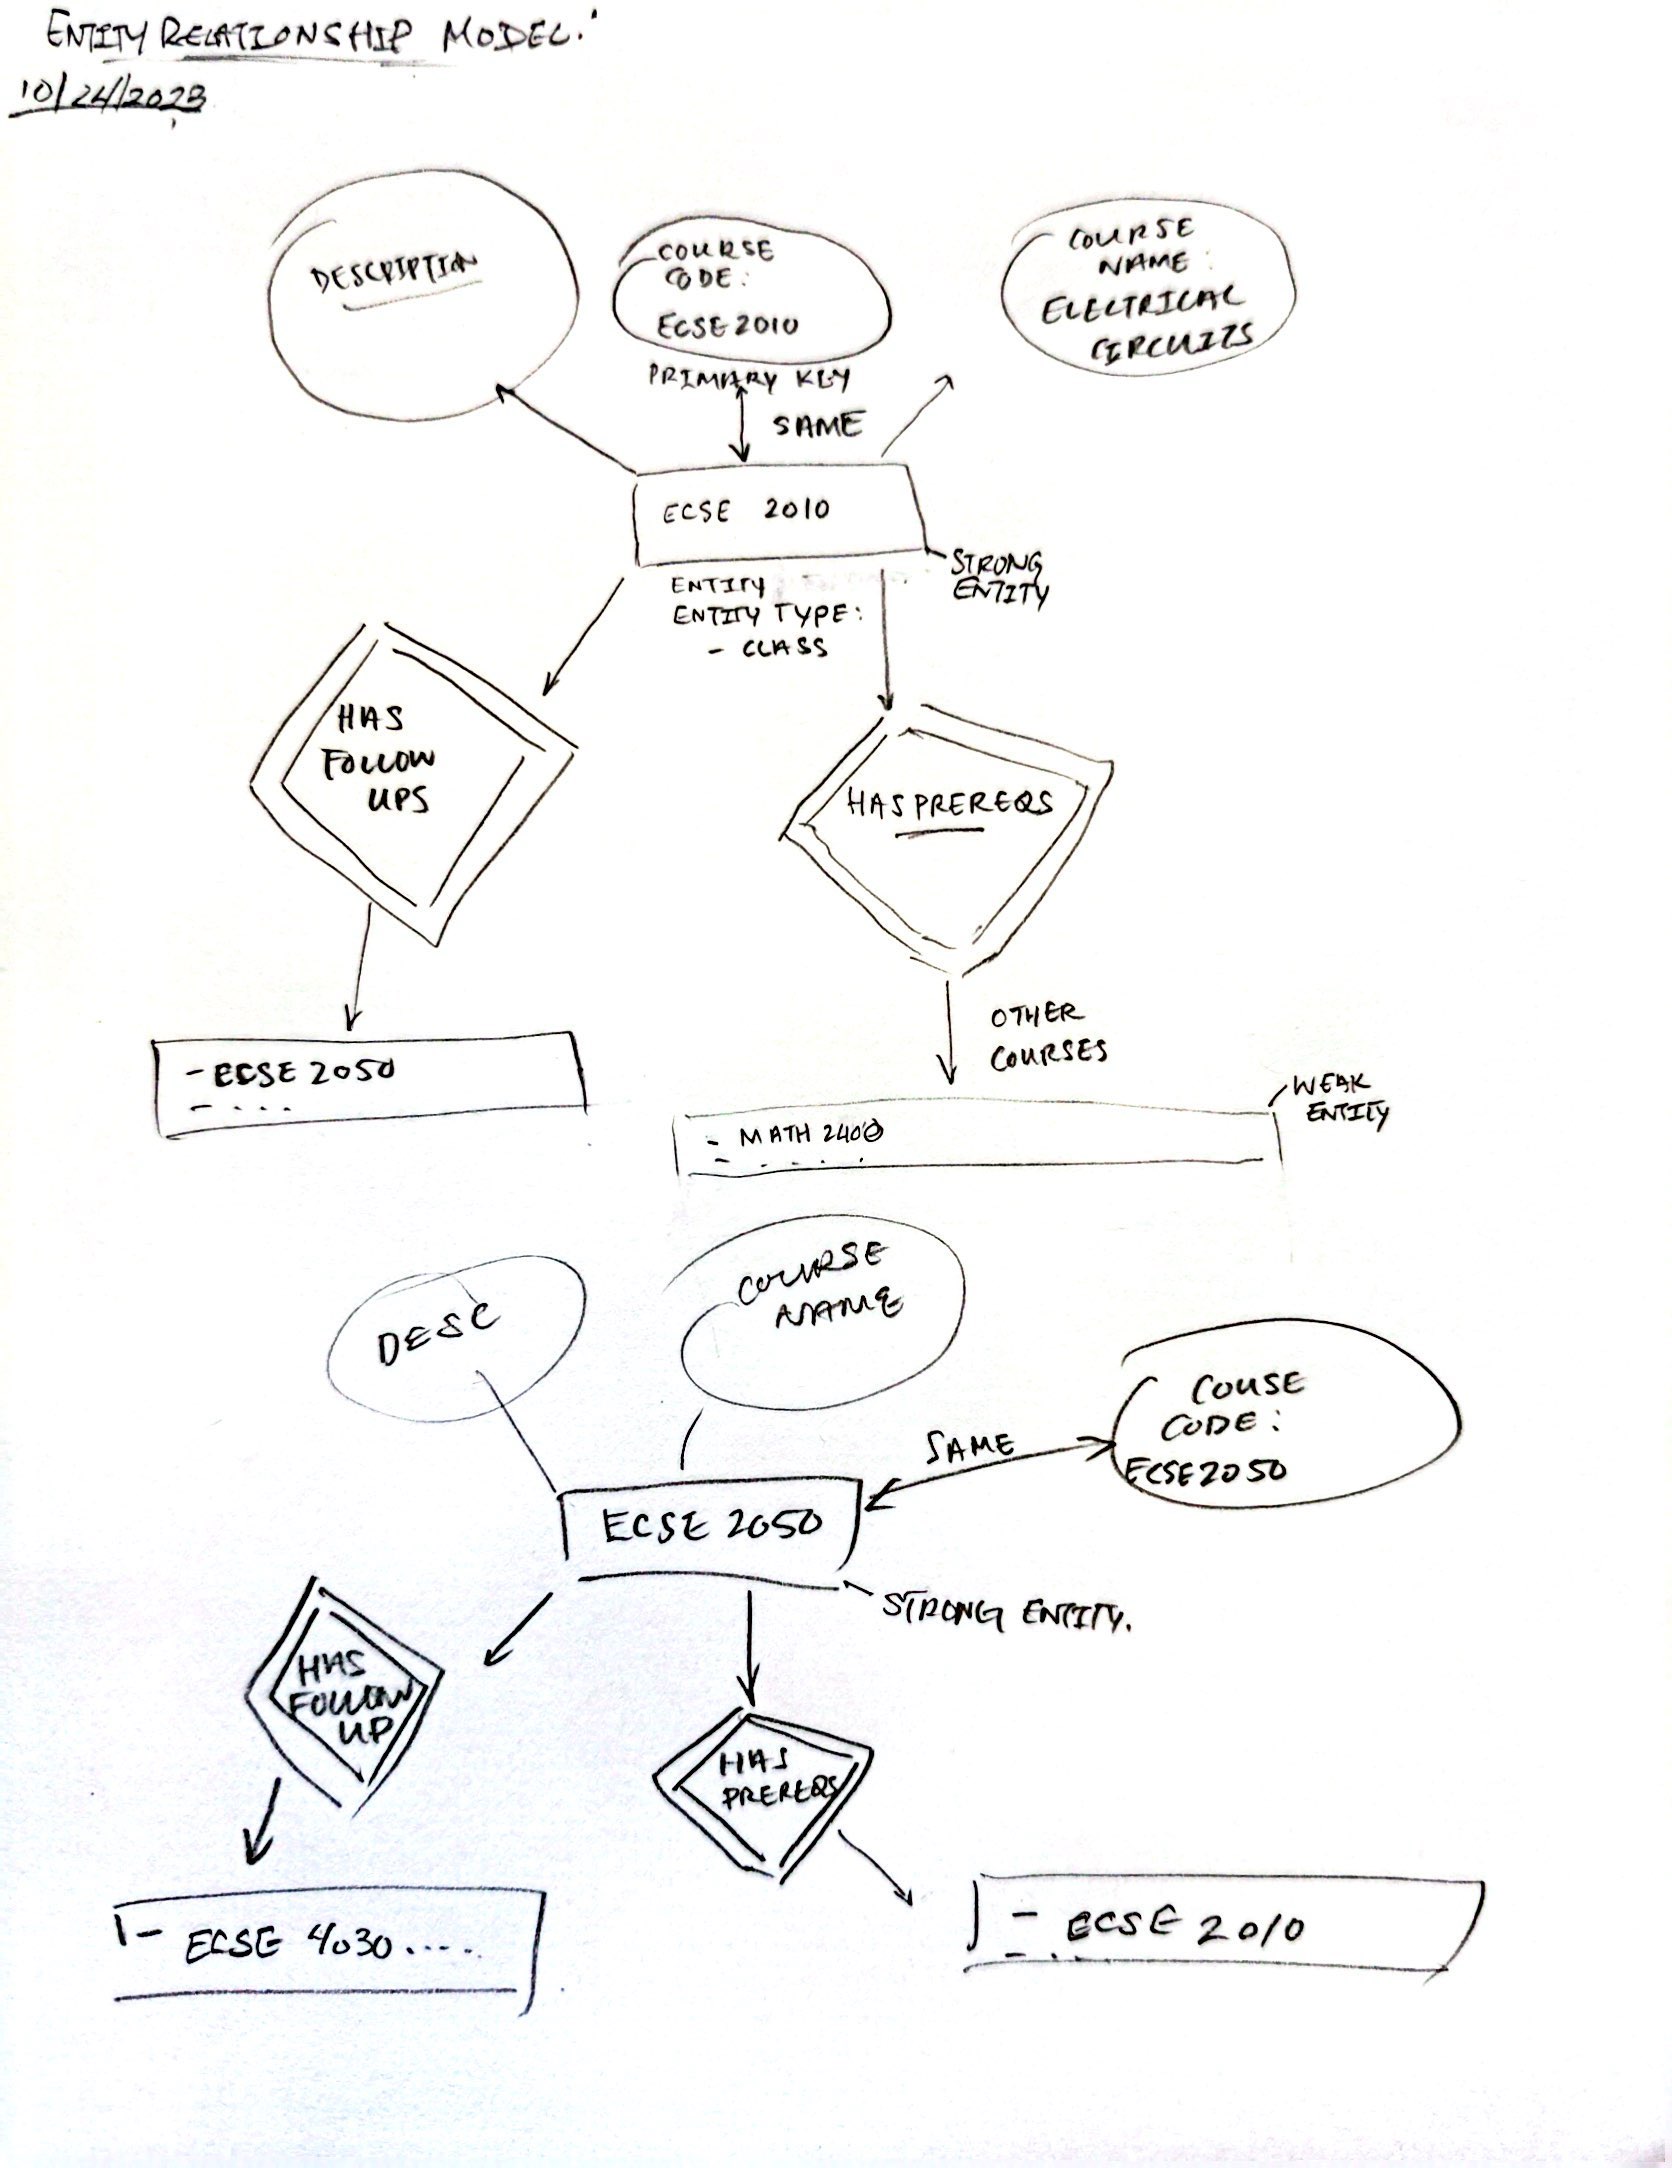 ENTITY RELATIONSHIP MODEL:
10/24/2023
DESCRIPTION
COURSE
CODE:
ECSE 2010
PRIMARY KEY
SAME
COURSE
NAME:
ELECTRICAL
CIRCUITS
ECSE 2010
STRONG
ENTITY
ENTITY
ENTITY TYPE:
- CLASS
HAS
FOLLOW
UPS
HAS PREREQS
- ECSE 2050
- . . .
OTHER
COURSES
WEAK
ENTITY
- MATH 2400
- . . . .
DESC
COURSE
NAME
COUSE
CODE:
ECSE 2050
SAME
ECSE 2050
STRONG ENTITY.
HAS
FOLLOW
UP
HAS
PREREQS
- ECSE 4030.....
- ECSE 2010
- . . .